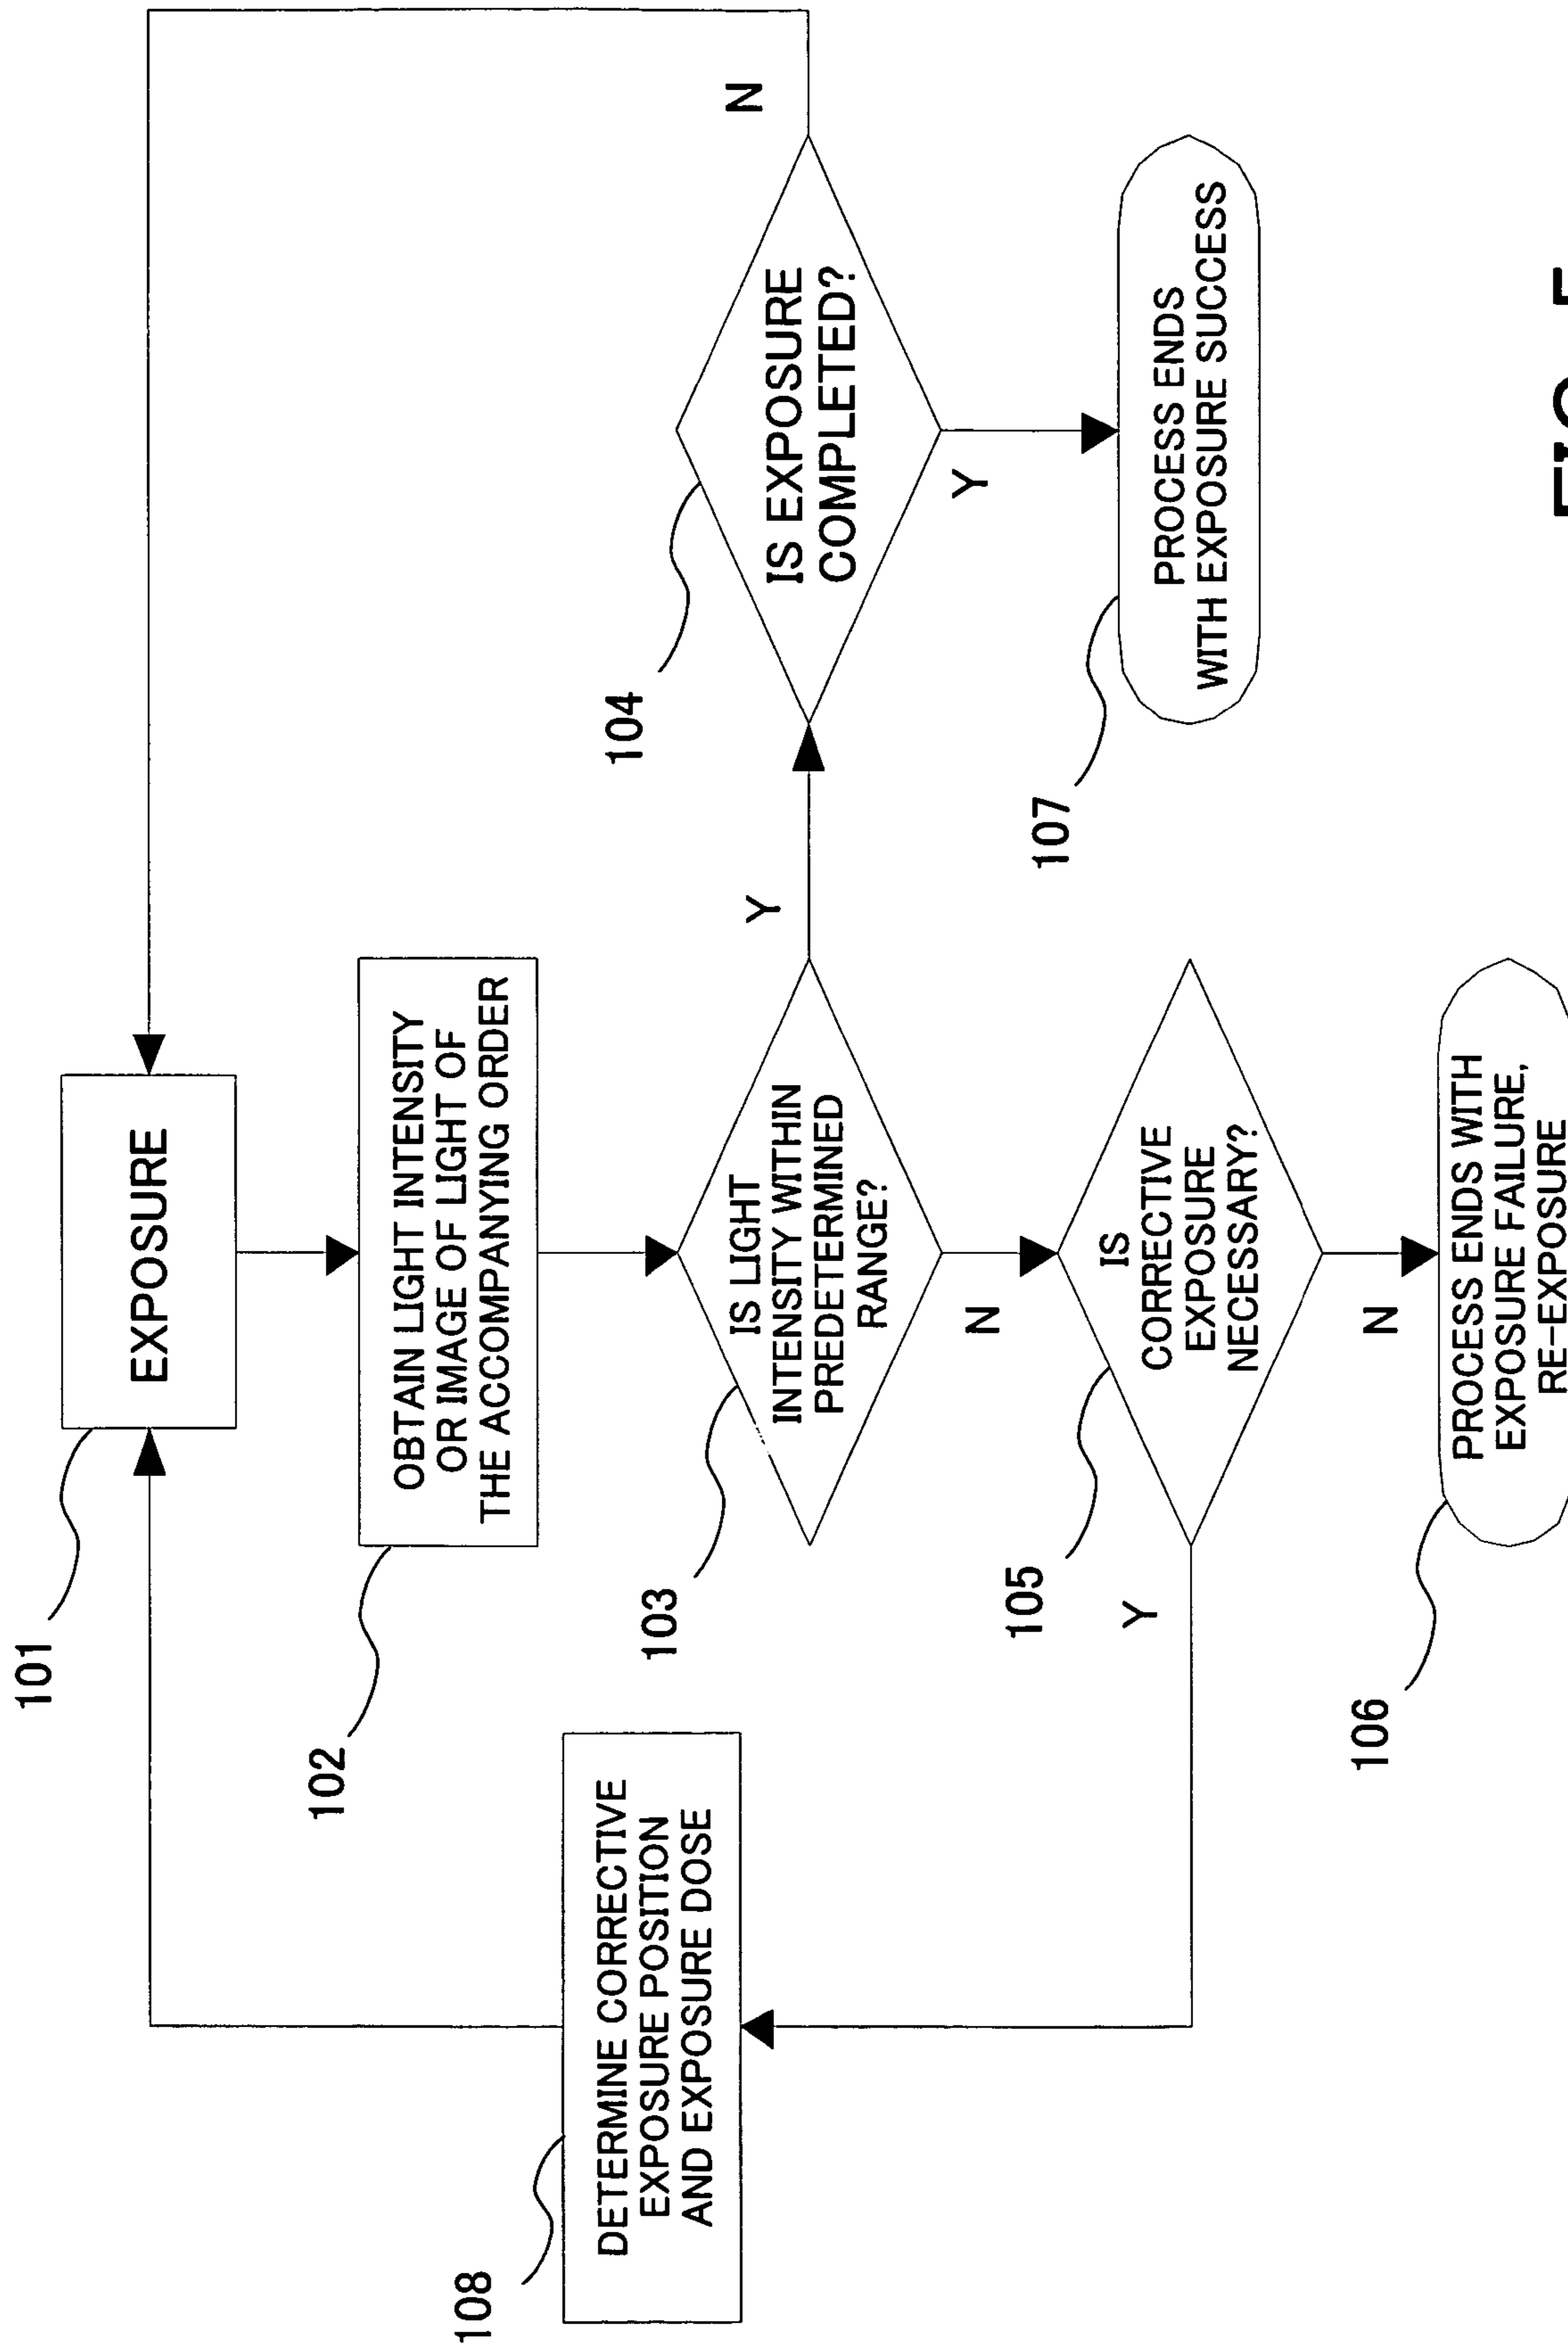 101
EXPOSURE
102
OBTAIN LIGHT INTENSITY
OR IMAGE OF LIGHT OF
THE ACCOMPANYING ORDER
108
DETERMINE CORRECTIVE
EXPOSURE POSITION
AND EXPOSURE DOSE
103
IS LIGHT
INTENSITY WITHIN
PREDETERMINED
RANGE?
Y
N
104
IS EXPOSURE
COMPLETED?
N
Y
105
IS
CORRECTIVE
EXPOSURE
NECESSARY?
Y
N
107
PROCESS ENDS
WITH EXPOSURE SUCCESS
106
PROCESS ENDS WITH
EXPOSURE FAILURE,
RE-EXPOSURE